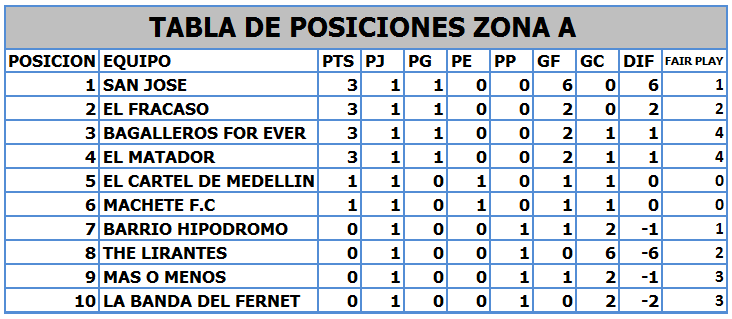 TABLA DE POSICIONES ZONA A
POSICION EQUIPO PTS PJ PG PE PP GF GC DIF FAIR PLAY
1 SAN JOSE 3 1 1 0 0 6 0 6 1
2 EL FRACASO 3 1 1 0 0 2 0 2 2
3 BAGALLEROS FOR EVER 3 1 1 0 0 2 1 1 4
4 EL MATADOR 3 1 1 0 0 2 1 1 4
5 EL CARTEL DE MEDELLIN 1 1 0 1 0 1 1 0 0
6 MACHETE F.C 1 1 0 1 0 1 1 0 0
7 BARRIO HIPODROMO 0 1 0 0 1 1 2 -1 1
8 THE LIRANTES 0 1 0 0 1 0 6 -6 2
9 MAS O MENOS 0 1 0 0 1 1 2 -1 3
10 LA BANDA DEL FERNET 0 1 0 0 1 0 2 -2 3